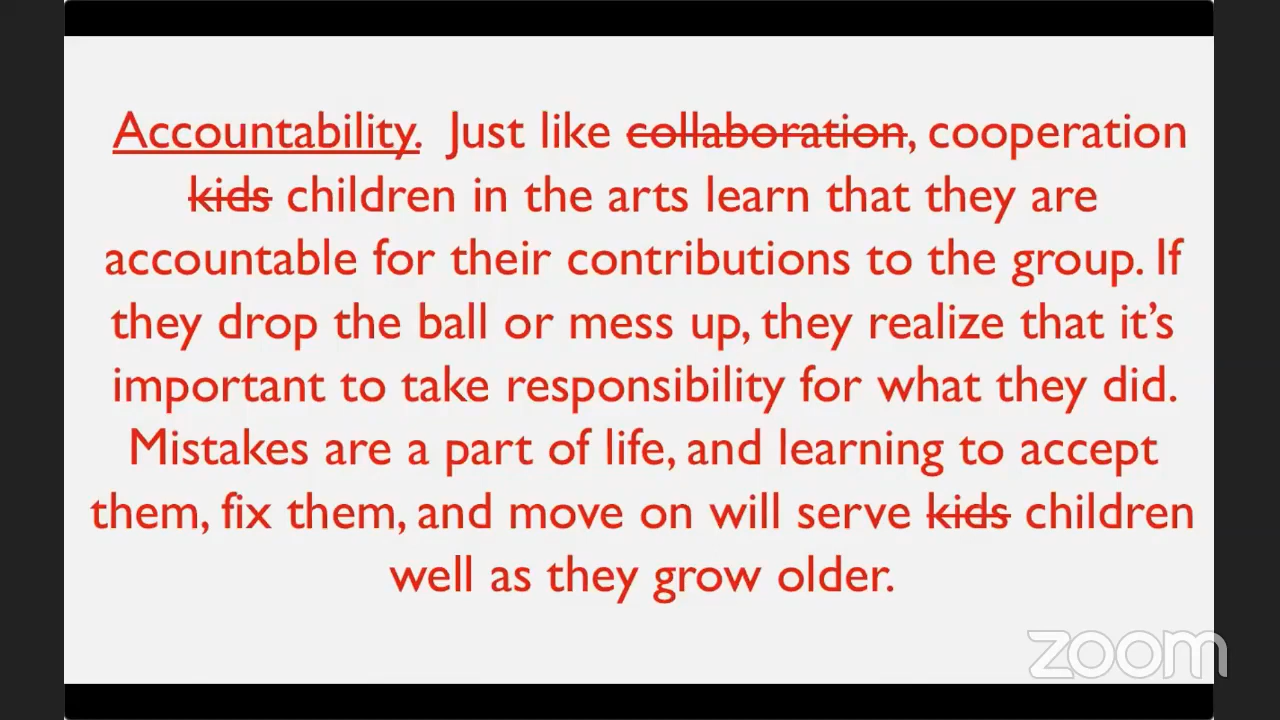 Accountability. Just like collaboration, cooperation
kids children in the arts learn that they are
accountable for their contributions to the group. If
they drop the ball or mess up, they realize that it's
important to take responsibility for what they did.
Mistakes are a part of life, and learning to accept
them, fix them, and move on will serve kids children
well as they grow older.
zoom